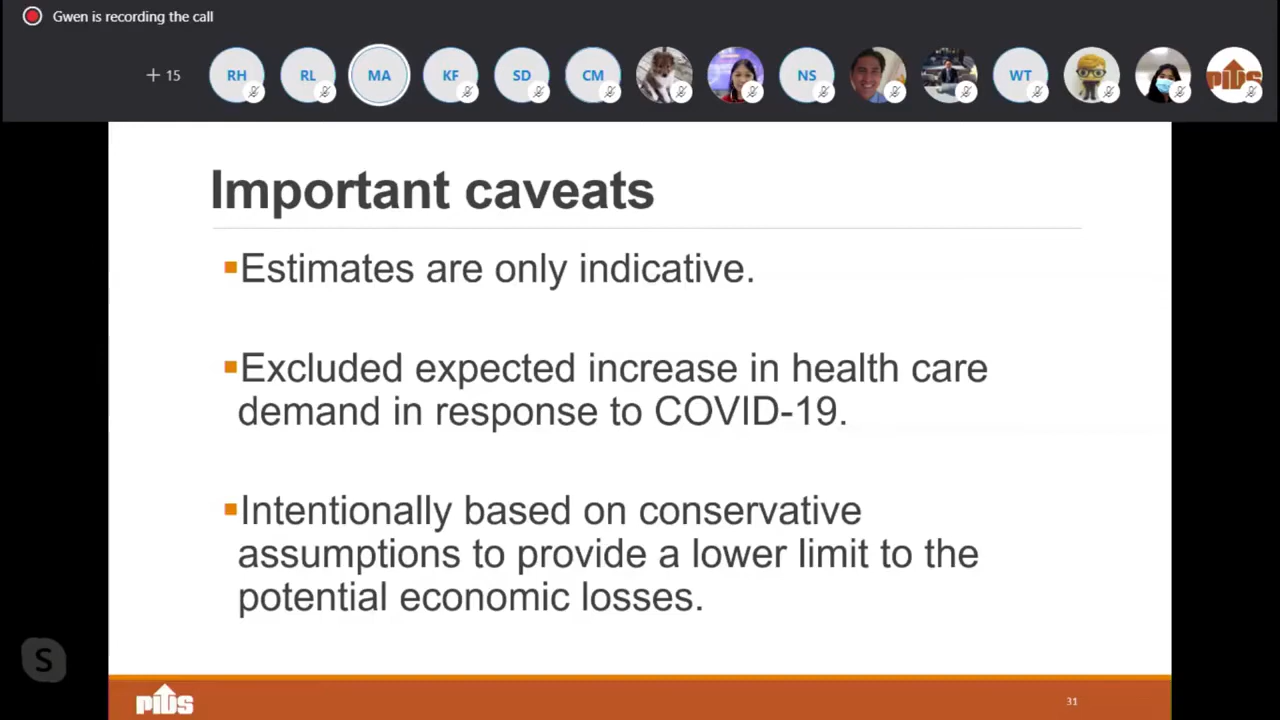 Gwen is recording the call
+ 15
RH
RL
MA
KF
SD
CM
NS
WT
PIDS
Important caveats
Estimates are only indicative.
Excluded expected increase in health care
demand in response to COVID-19.
Intentionally based on conservative
assumptions to provide a lower limit to the
potential economic losses.
S
PIDS
31